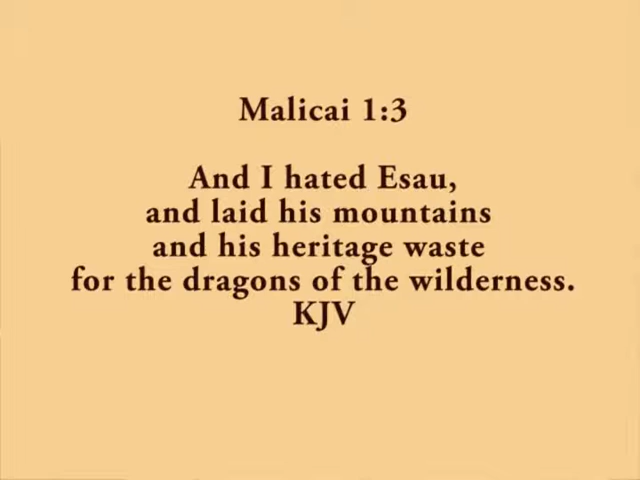 Malicai 1:3
And I hated Esau,
and laid his mountains
and his heritage waste
for the dragons of the wilderness.
KJV